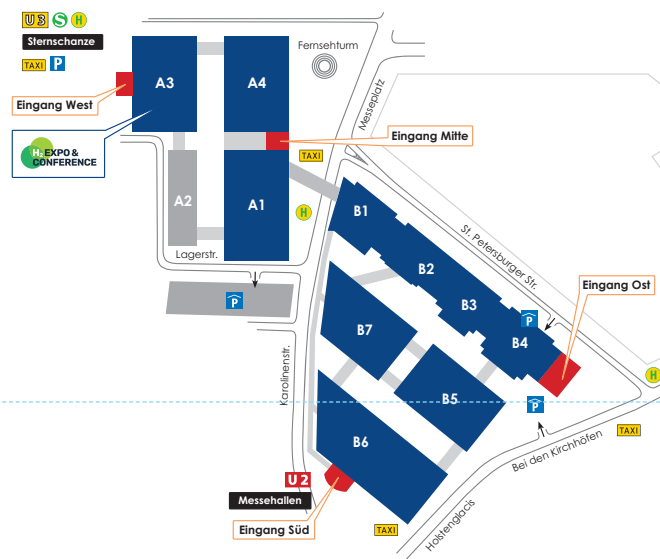 U3 S H
Sternschanze
TAXI P
Fernsehturm
A3
A4
Messeplatz
Eingang West
Eingang Mitte
H2 EXPO &
CONFERENCE
TAXI
A2
A1
H
B1
St. Petersburger Str.
Lagerstr.
B2
Eingang Ost
P
B3
P
B7
B4
Karolinenstr.
H
B5
P
TAXI
B6
Bei den Kirchhöfen
U2
Messehallen
Eingang Süd
TAXI
Holstenglacis